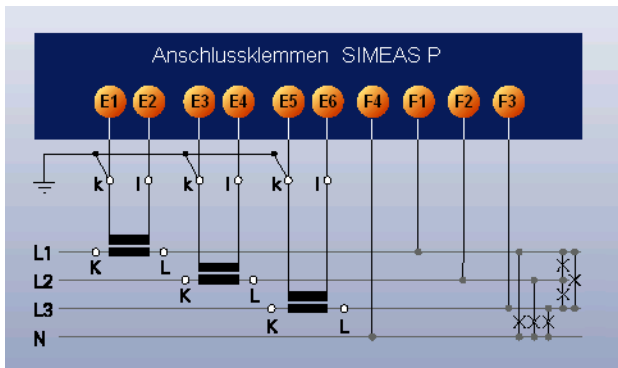 Anschlussklemmen SIMEAS P
E1 E2 E3 E4 E5 E6 F4 F1 F2 F3
k l k l k l
L1
K L
L2
K L
L3
K L
N